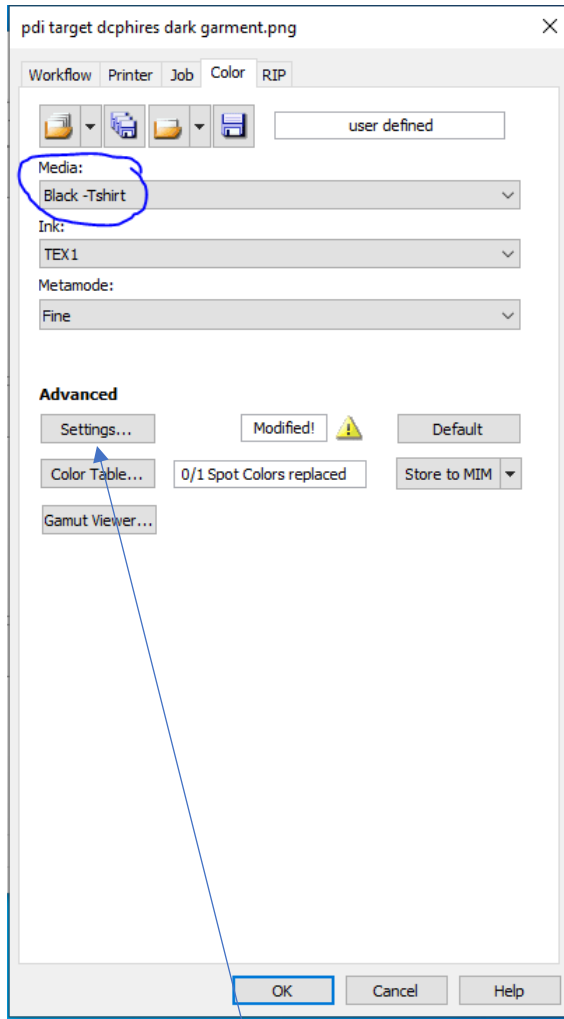 pdi target dcphires dark garment.png
Workflow Printer Job Color RIP
user defined
Media:
Black -Tshirt
Ink:
TEX1
Metamode:
Fine
Advanced
Settings... Modified! Default
Color Table... 0/1 Spot Colors replaced Store to MIM
Gamut Viewer...
OK Cancel Help